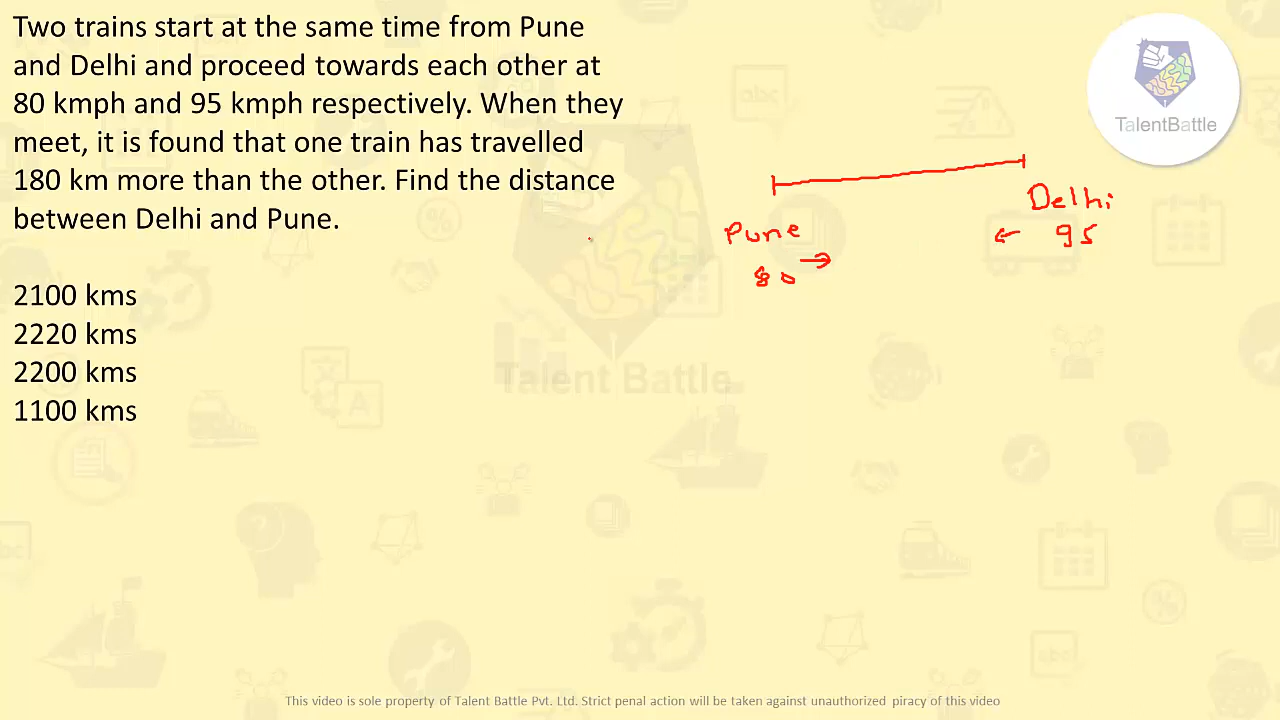 Two trains start at the same time from Pune
and Delhi and proceed towards each other at
80 kmph and 95 kmph respectively. When they
meet, it is found that one train has travelled
180 km more than the other. Find the distance
between Delhi and Pune.
2100 kms
2220 kms
2200 kms
1100 kms
TalentBattle
Delhi
95
Pune
80
Talent Battle
abc
A
abc
abc
This video is sole property of Talent Battle Pvt. Ltd. Strict penal action will be taken against unauthorized piracy of this video